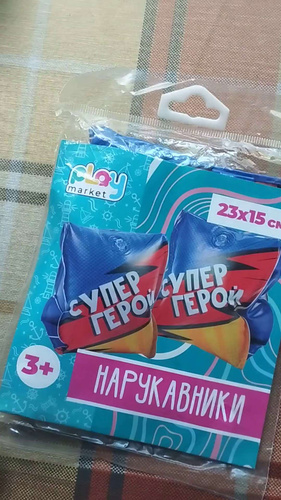 play
market
23x15 см
СУПЕР
ГЕРОЙ
СУПЕР
ГЕРОЙ
3+
НАРУКАВНИКИ